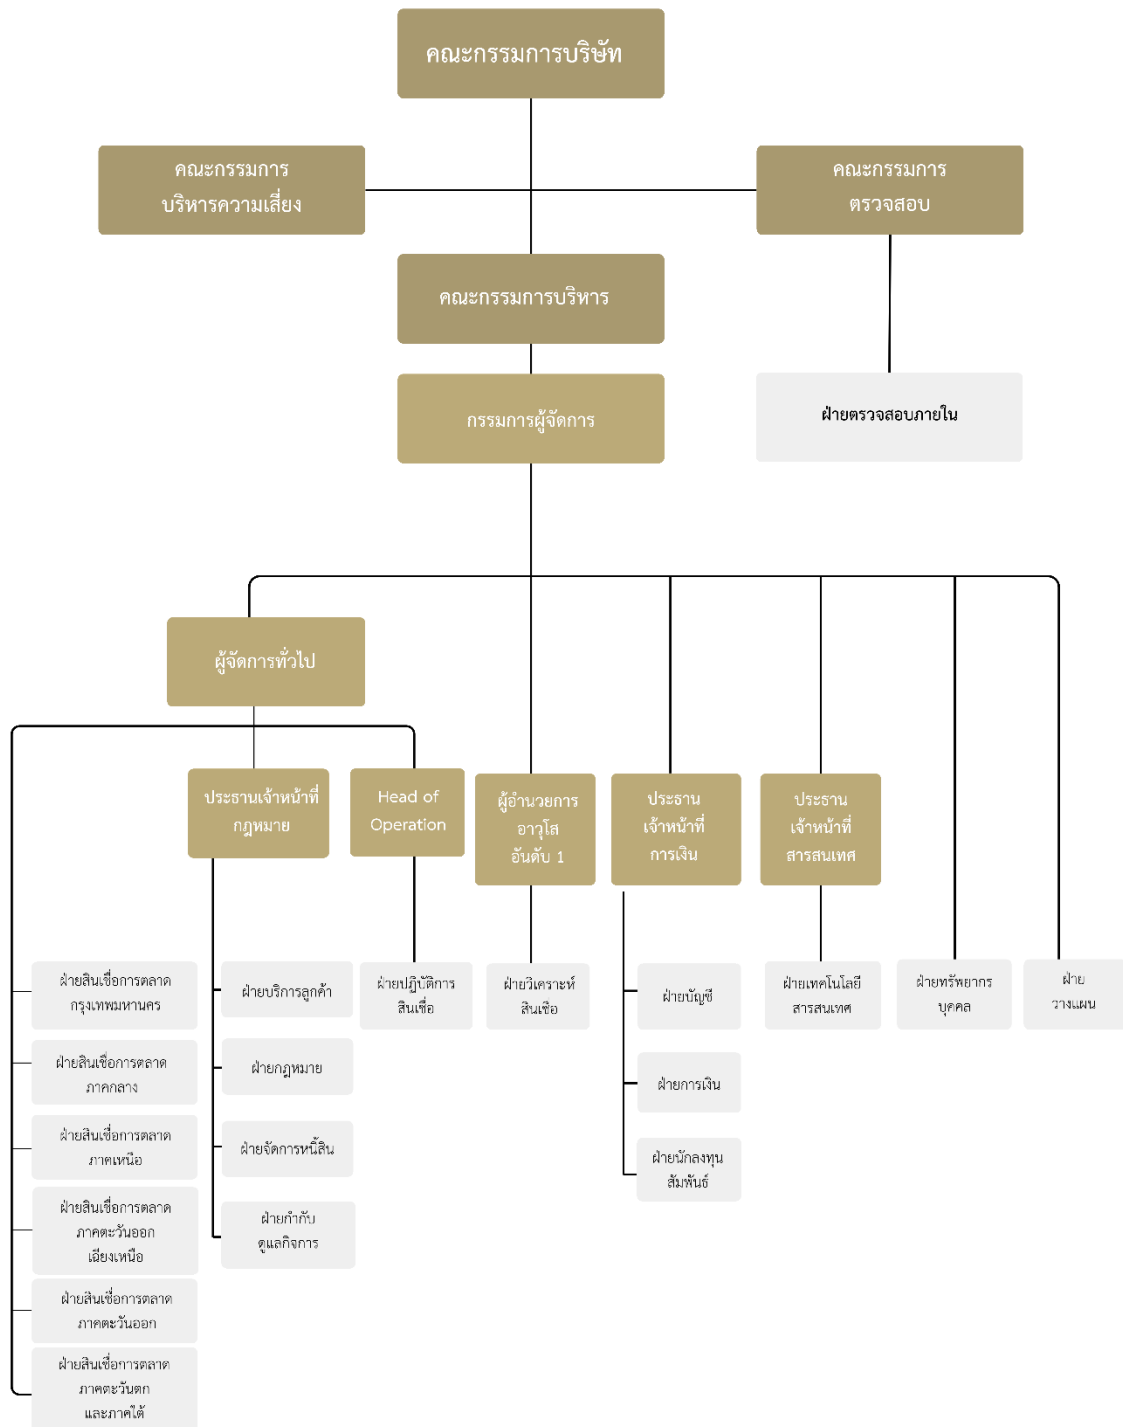 คณะกรรมการบริษัท
คณะกรรมการ
บริหารความเสี่ยง
คณะกรรมการ
ตรวจสอบ
คณะกรรมการบริหาร
กรรมการผู้จัดการ
ฝ่ายตรวจสอบภายใน
ผู้จัดการทั่วไป
ประธานเจ้าหน้าที่
กฎหมาย
Head of
Operation
ผู้อำนวยการ
อาวุโส
อันดับ 1
ประธาน
เจ้าหน้าที่
การเงิน
ประธาน
เจ้าหน้าที่
สารสนเทศ
ฝ่ายสินเชื่อการตลาด
กรุงเทพมหานคร
ฝ่ายสินเชื่อการตลาด
ภาคกลาง
ฝ่ายสินเชื่อการตลาด
ภาคเหนือ
ฝ่ายสินเชื่อการตลาด
ภาคตะวันออก
เฉียงเหนือ
ฝ่ายสินเชื่อการตลาด
ภาคตะวันออก
ฝ่ายสินเชื่อการตลาด
ภาคตะวันตก
และภาคใต้
ฝ่ายบริการลูกค้า
ฝ่ายกฎหมาย
ฝ่ายจัดการหนี้สิน
ฝ่ายกำกับ
ดูแลกิจการ
ฝ่ายปฏิบัติการ
สินเชื่อ
ฝ่ายวิเคราะห์
สินเชื่อ
ฝ่ายบัญชี
ฝ่ายการเงิน
ฝ่ายนักลงทุน
สัมพันธ์
ฝ่ายเทคโนโลยี
สารสนเทศ
ฝ่ายทรัพยากร
บุคคล
ฝ่าย
วางแผน